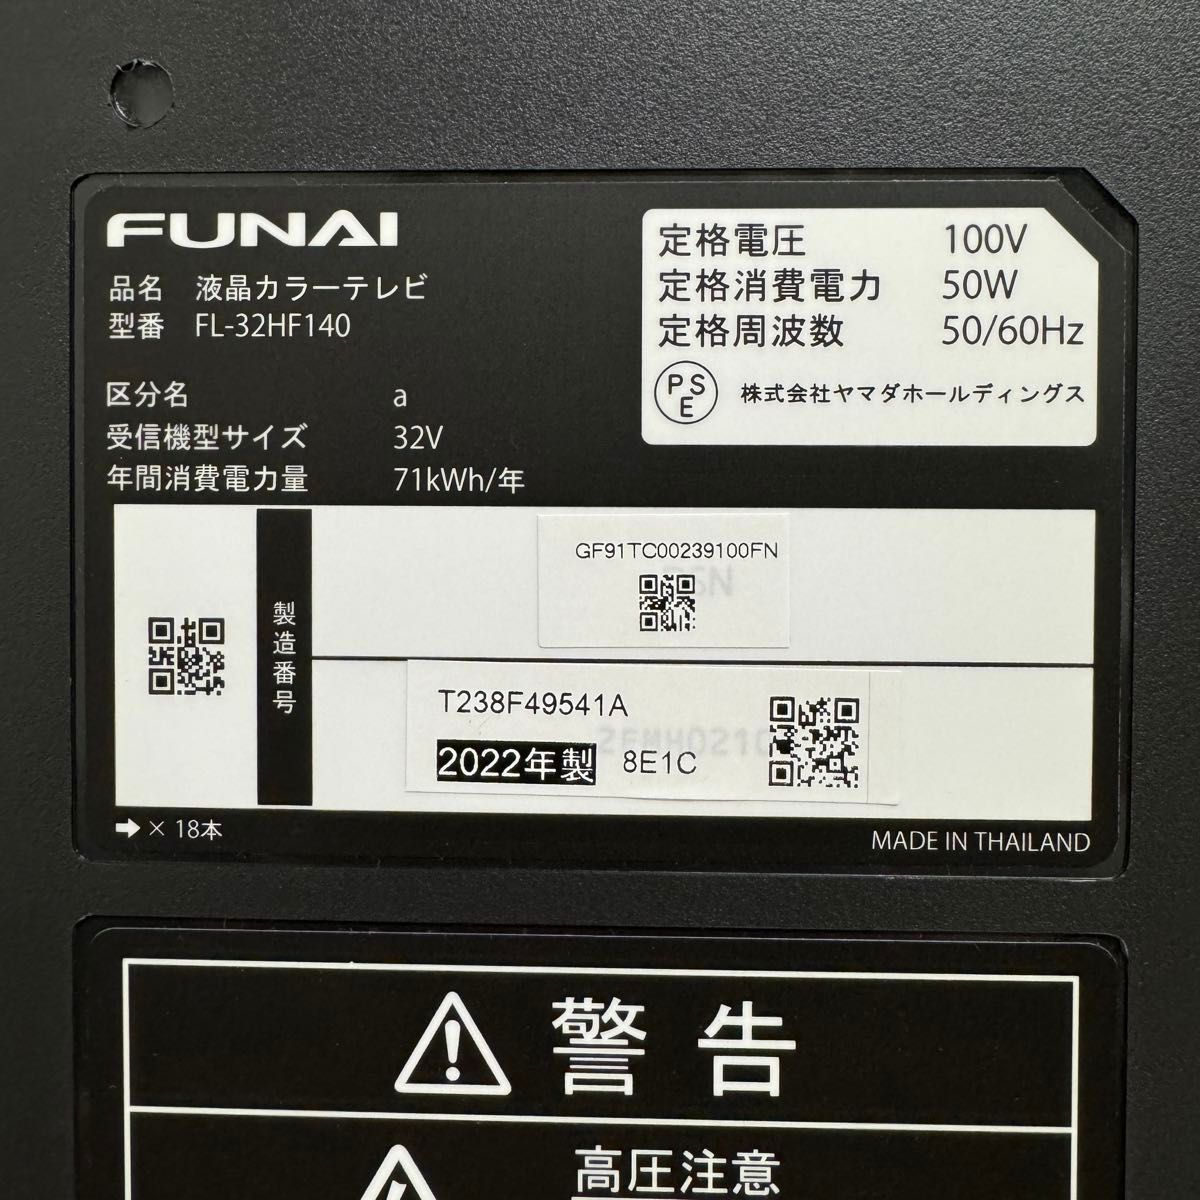 FUNAI
品名 液晶カラーテレビ
型番 FL-32HF140
区分名 a
受信機型サイズ 32V
年間消費電力量 71kWh/年
定格電圧 100V
定格消費電力 50W
定格周波数 50/60Hz
PSE 株式会社ヤマダホールディングス
製造番号
GF91TC00239100FN
T238F49541A
2022年製 8E1C
➡ × 18本
MADE IN THAILAND
警告
高圧注意